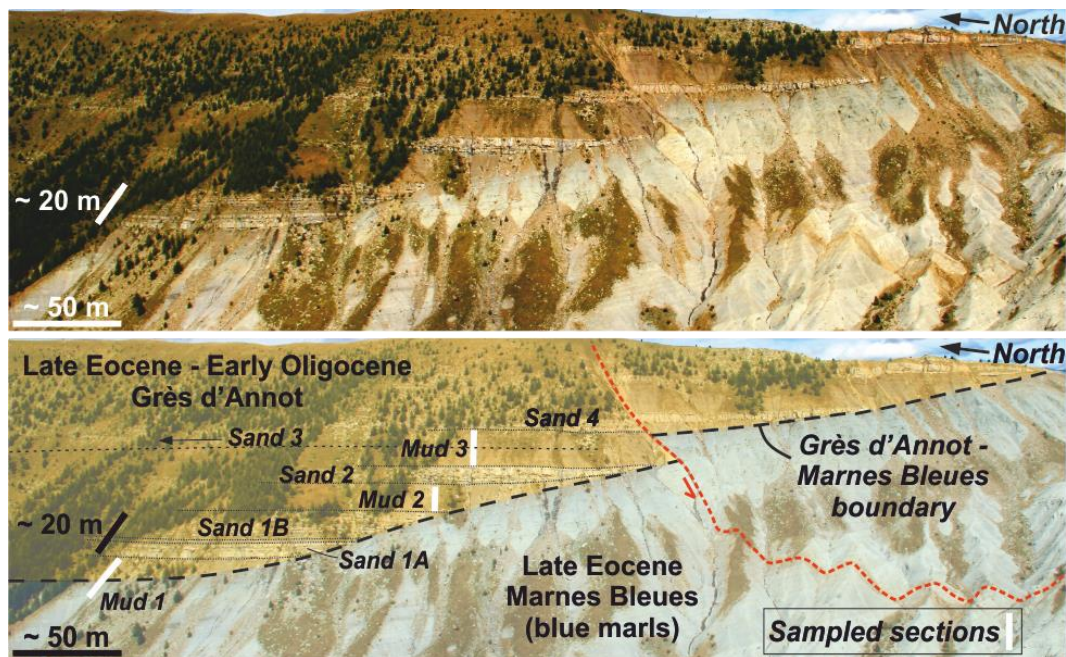 North
~ 20 m
~ 50 m
Late Eocene - Early Oligocene
Grès d'Annot
North
Sand 4
Sand 3
Mud 3
Sand 2
Mud 2
Grès d'Annot -
Marnes Bleues
boundary
~ 20 m
Sand 1B
Sand 1A
Mud 1
Late Eocene
Marnes Bleues
(blue marls)
~ 50 m
Sampled sections